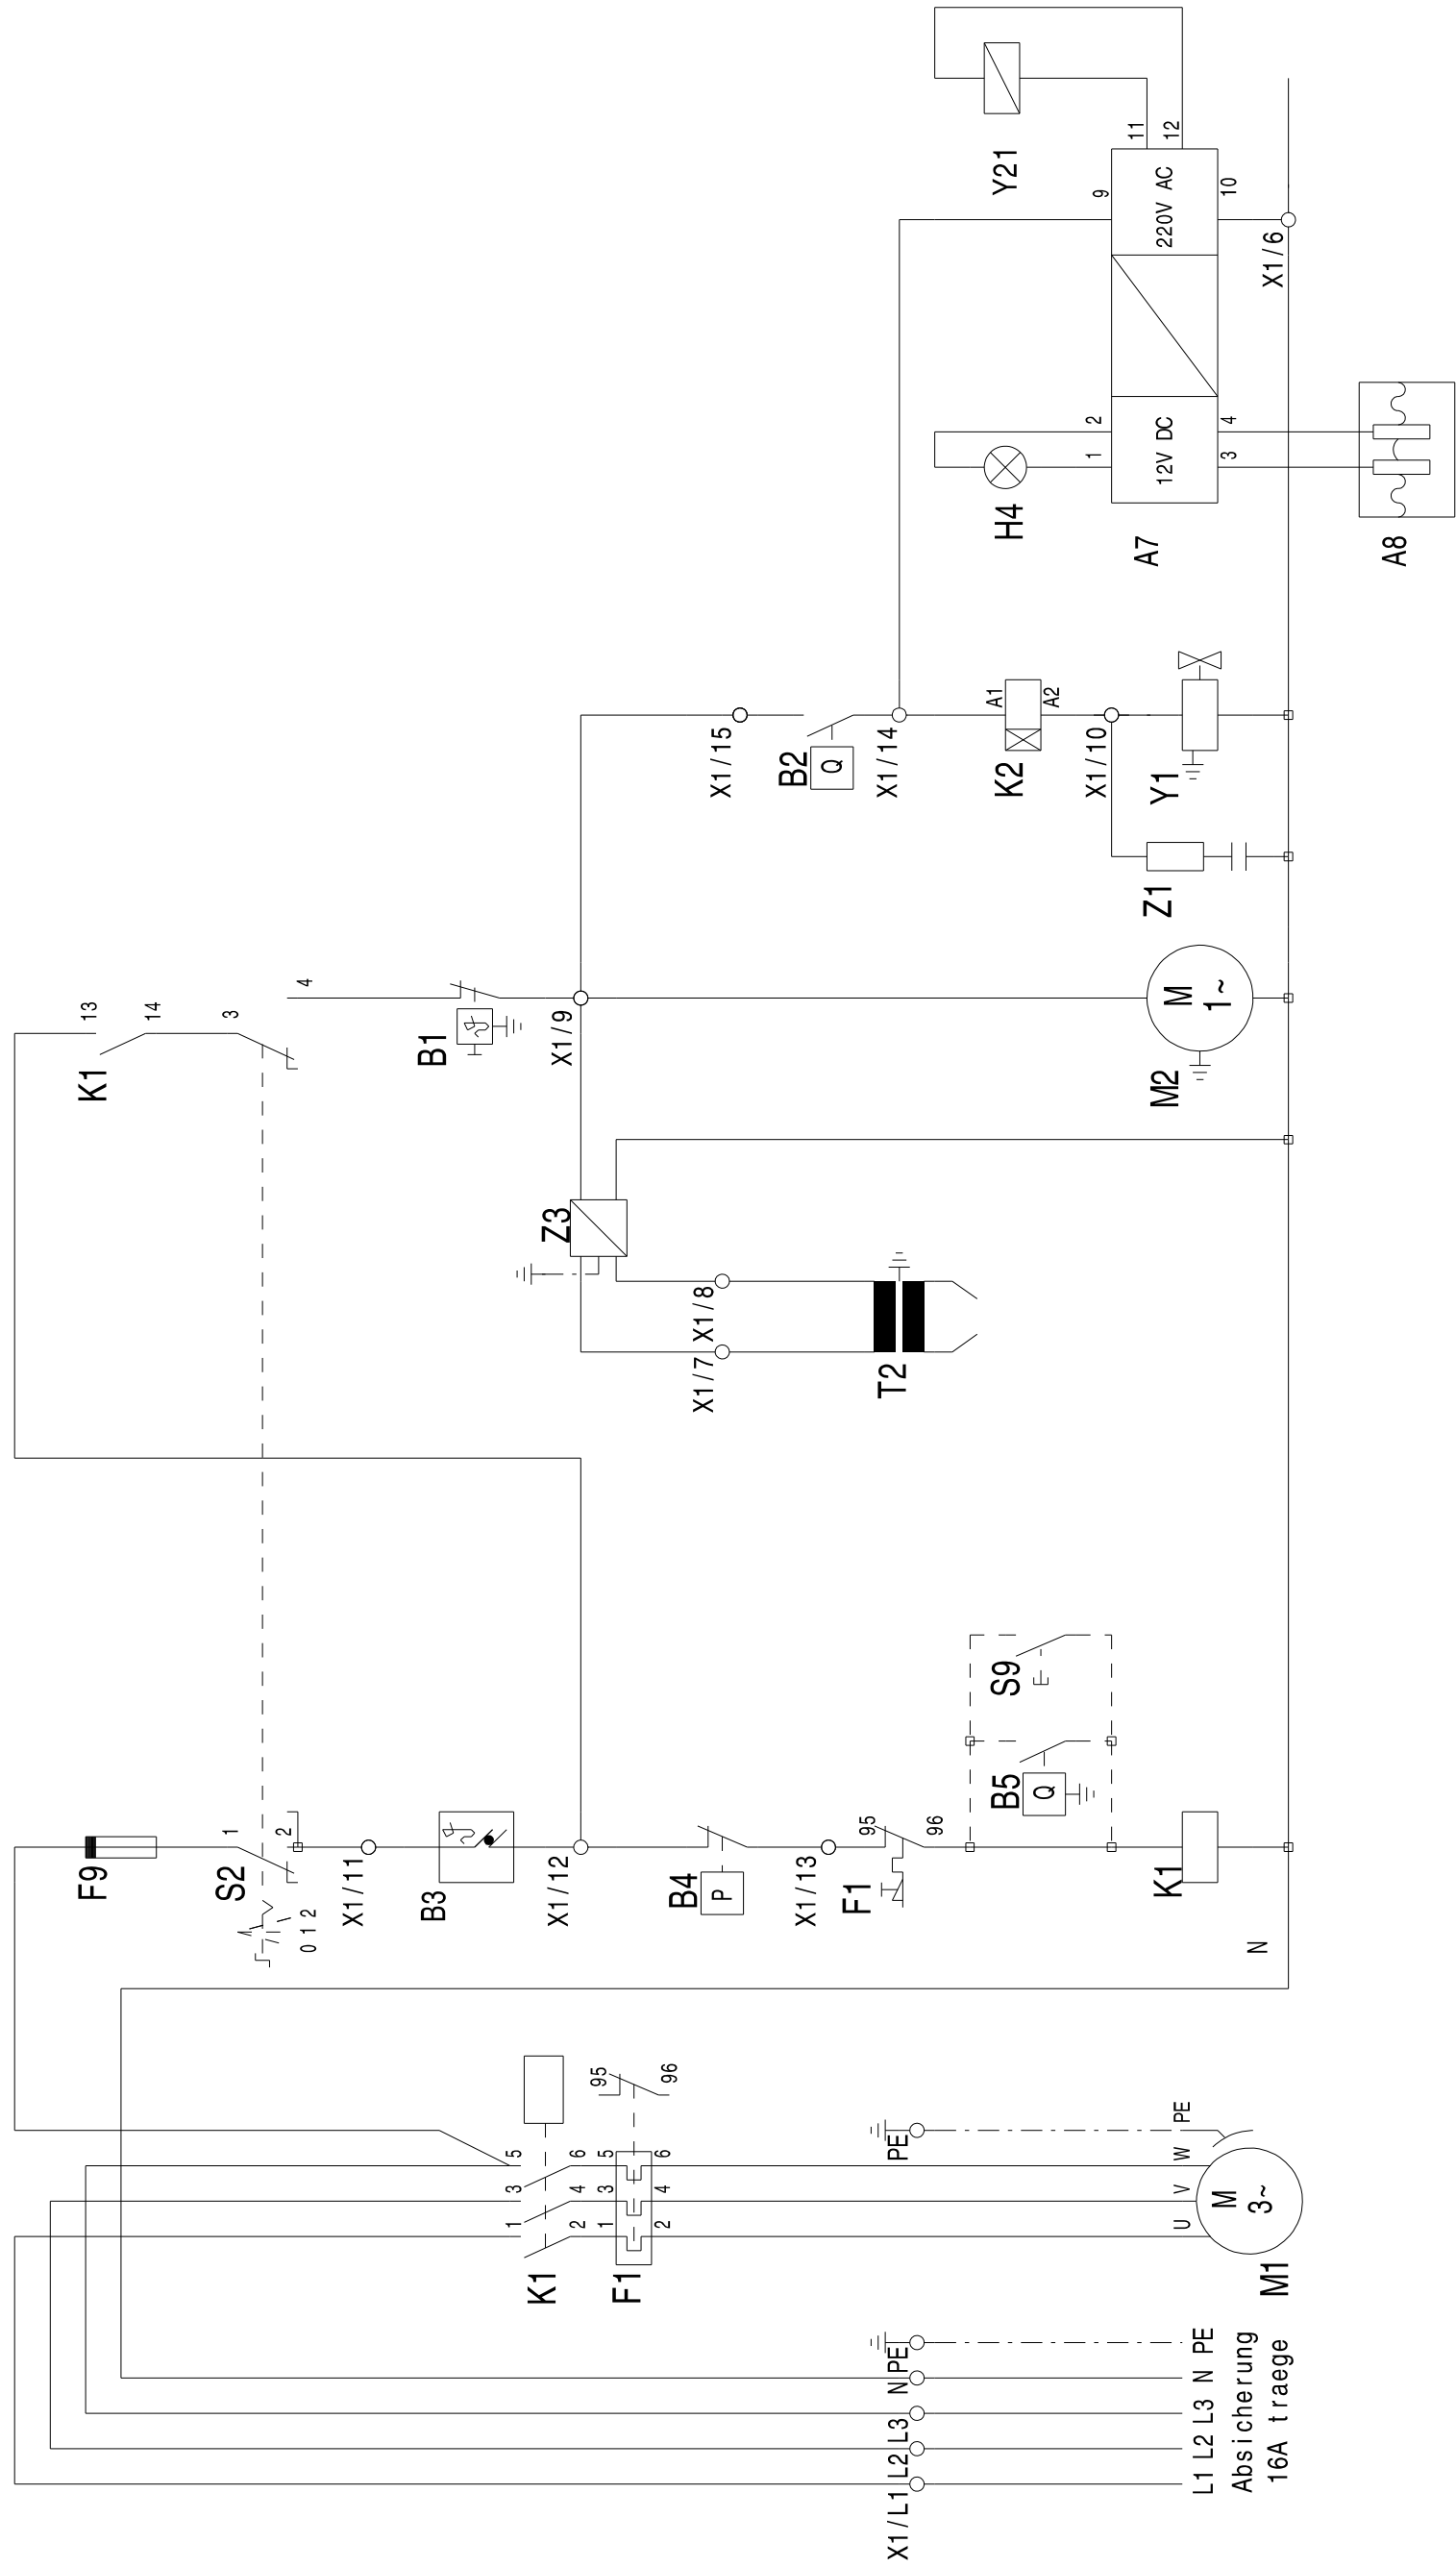 X1/L1
L2
L3
N
PE
L1 L2 L3 N PE
Absicherung
16A traege
K1
1 3 5
2 4 6
F1
1 3 5
2 4 6
95
96
PE
M1
M
3~
U V W PE
F9
S2
1
2
0 1 2
X1/11
B3
X1/12
B4
P
X1/13
F1
95
96
B5
Q
S9
K1
N
K1
13
14
3
4
B1
X1/9
Z3
X1/7
X1/8
T2
M2
M
1~
X1/15
B2
Q
X1/14
K2
A1
A2
X1/10
Z1
Y1
H4
1 2
12V DC
3 4
A7
A8
9
220V AC
10
11
12
Y21
X1/6